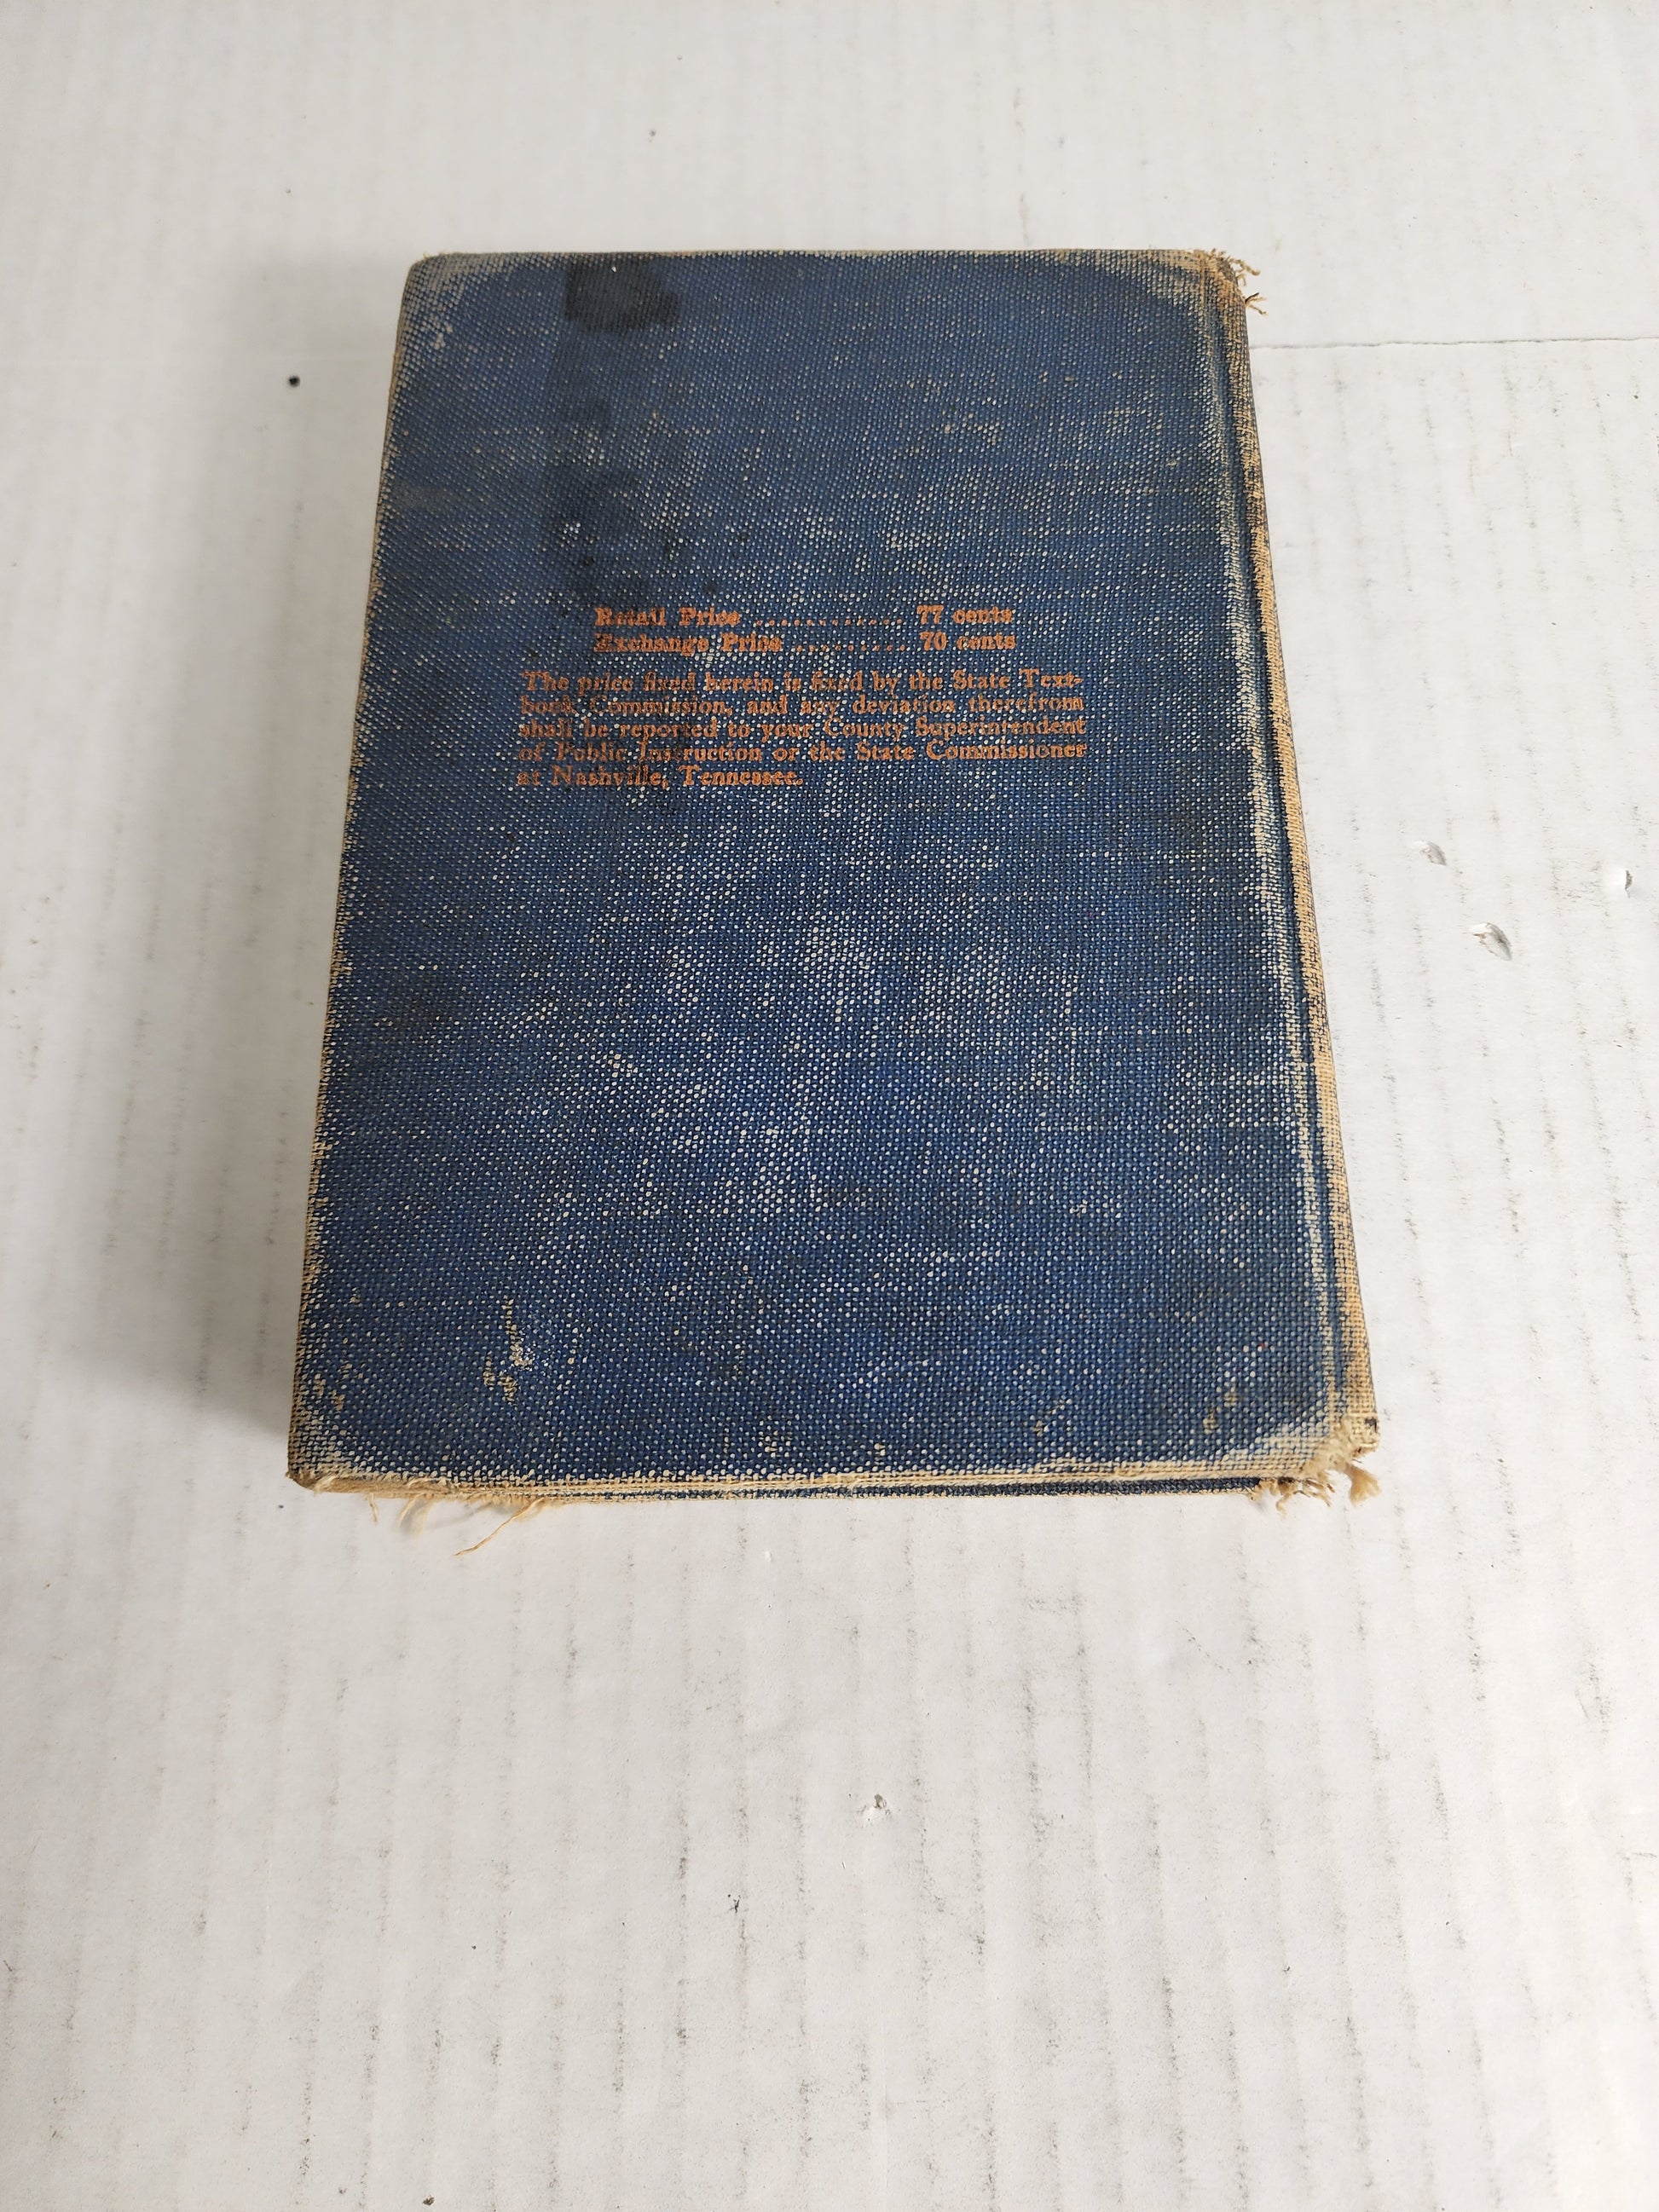 Retail Price ............ 77 cents
Exchange Price ......... 70 cents
The price fixed herein is fixed by the State Text-
book Commission, and any deviation therefrom
shall be reported to your County Superintendent
of Public Instruction or the State Commissioner
at Nashville, Tennessee.